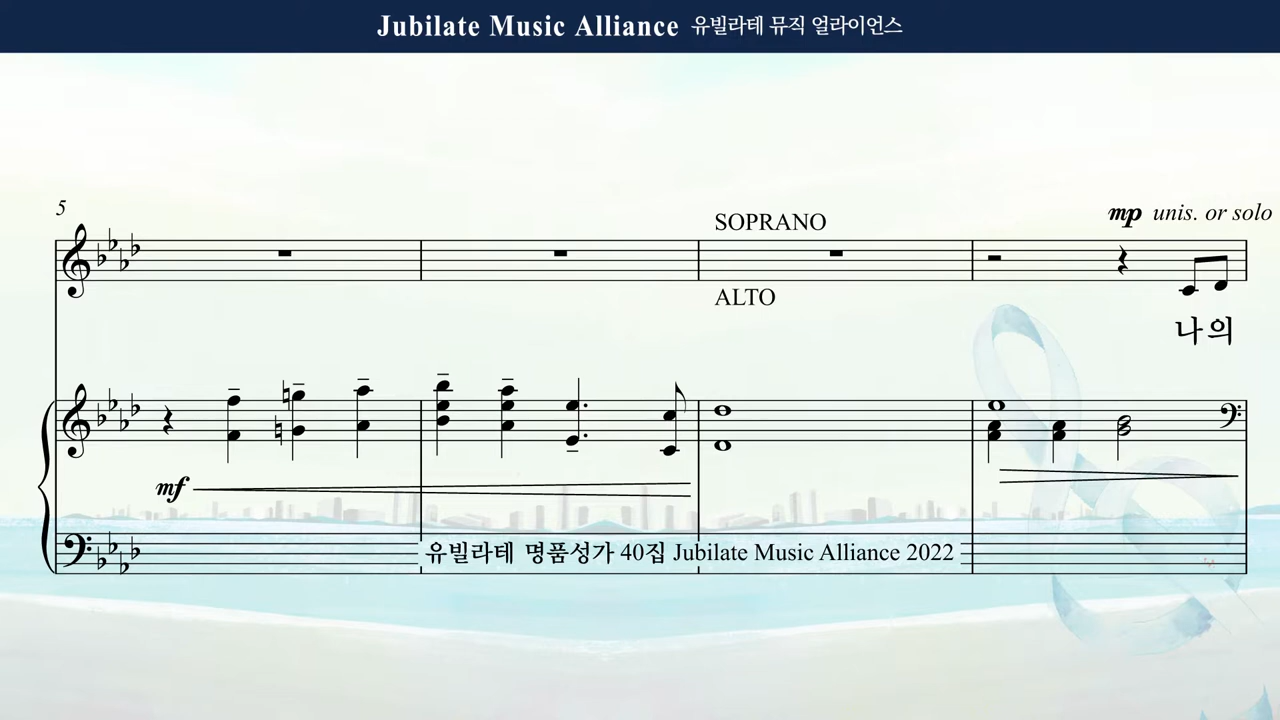 Jubilate Music Alliance 유빌라테 뮤직 얼라이언스
5
SOPRANO
mp unis. or solo
ALTO
나의
mf
유빌라테 명품성가 40집 Jubilate Music Alliance 2022